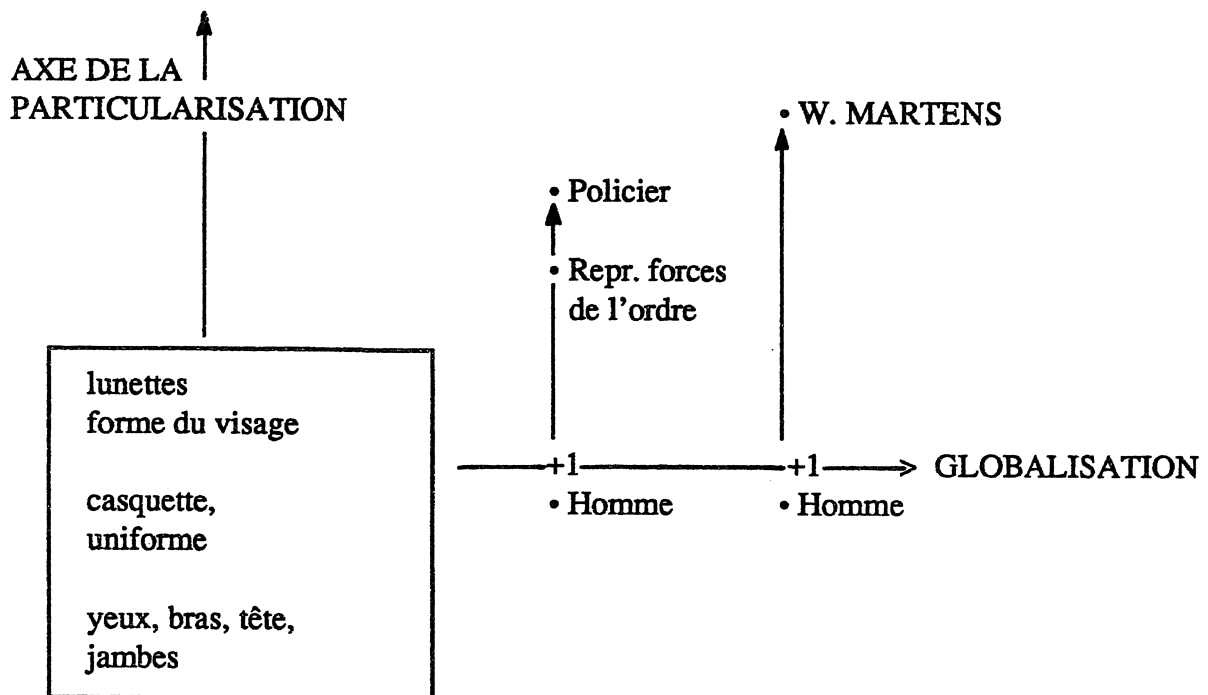 AXE DE LA
PARTICULARISATION
• W. MARTENS
• Policier
• Repr. forces
de l'ordre
lunettes
forme du visage
casquette,
uniforme
yeux, bras, tête,
jambes
+1
+1
GLOBALISATION
• Homme
• Homme